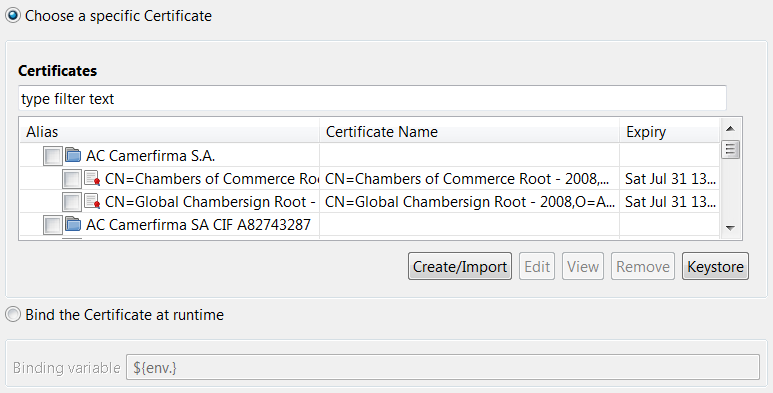 Choose a specific Certificate
Certificates
type filter text
Alias Certificate Name Expiry
AC Camerfirma S.A.
CN=Chambers of Commerce Roo CN=Chambers of Commerce Root - 2008,... Sat Jul 31 13...
CN=Global Chambersign Root - CN=Global Chambersign Root - 2008,O=A... Sat Jul 31 13...
AC Camerfirma SA CIF A82743287
Create/Import Edit View Remove Keystore
Bind the Certificate at runtime
Binding variable ${env.}